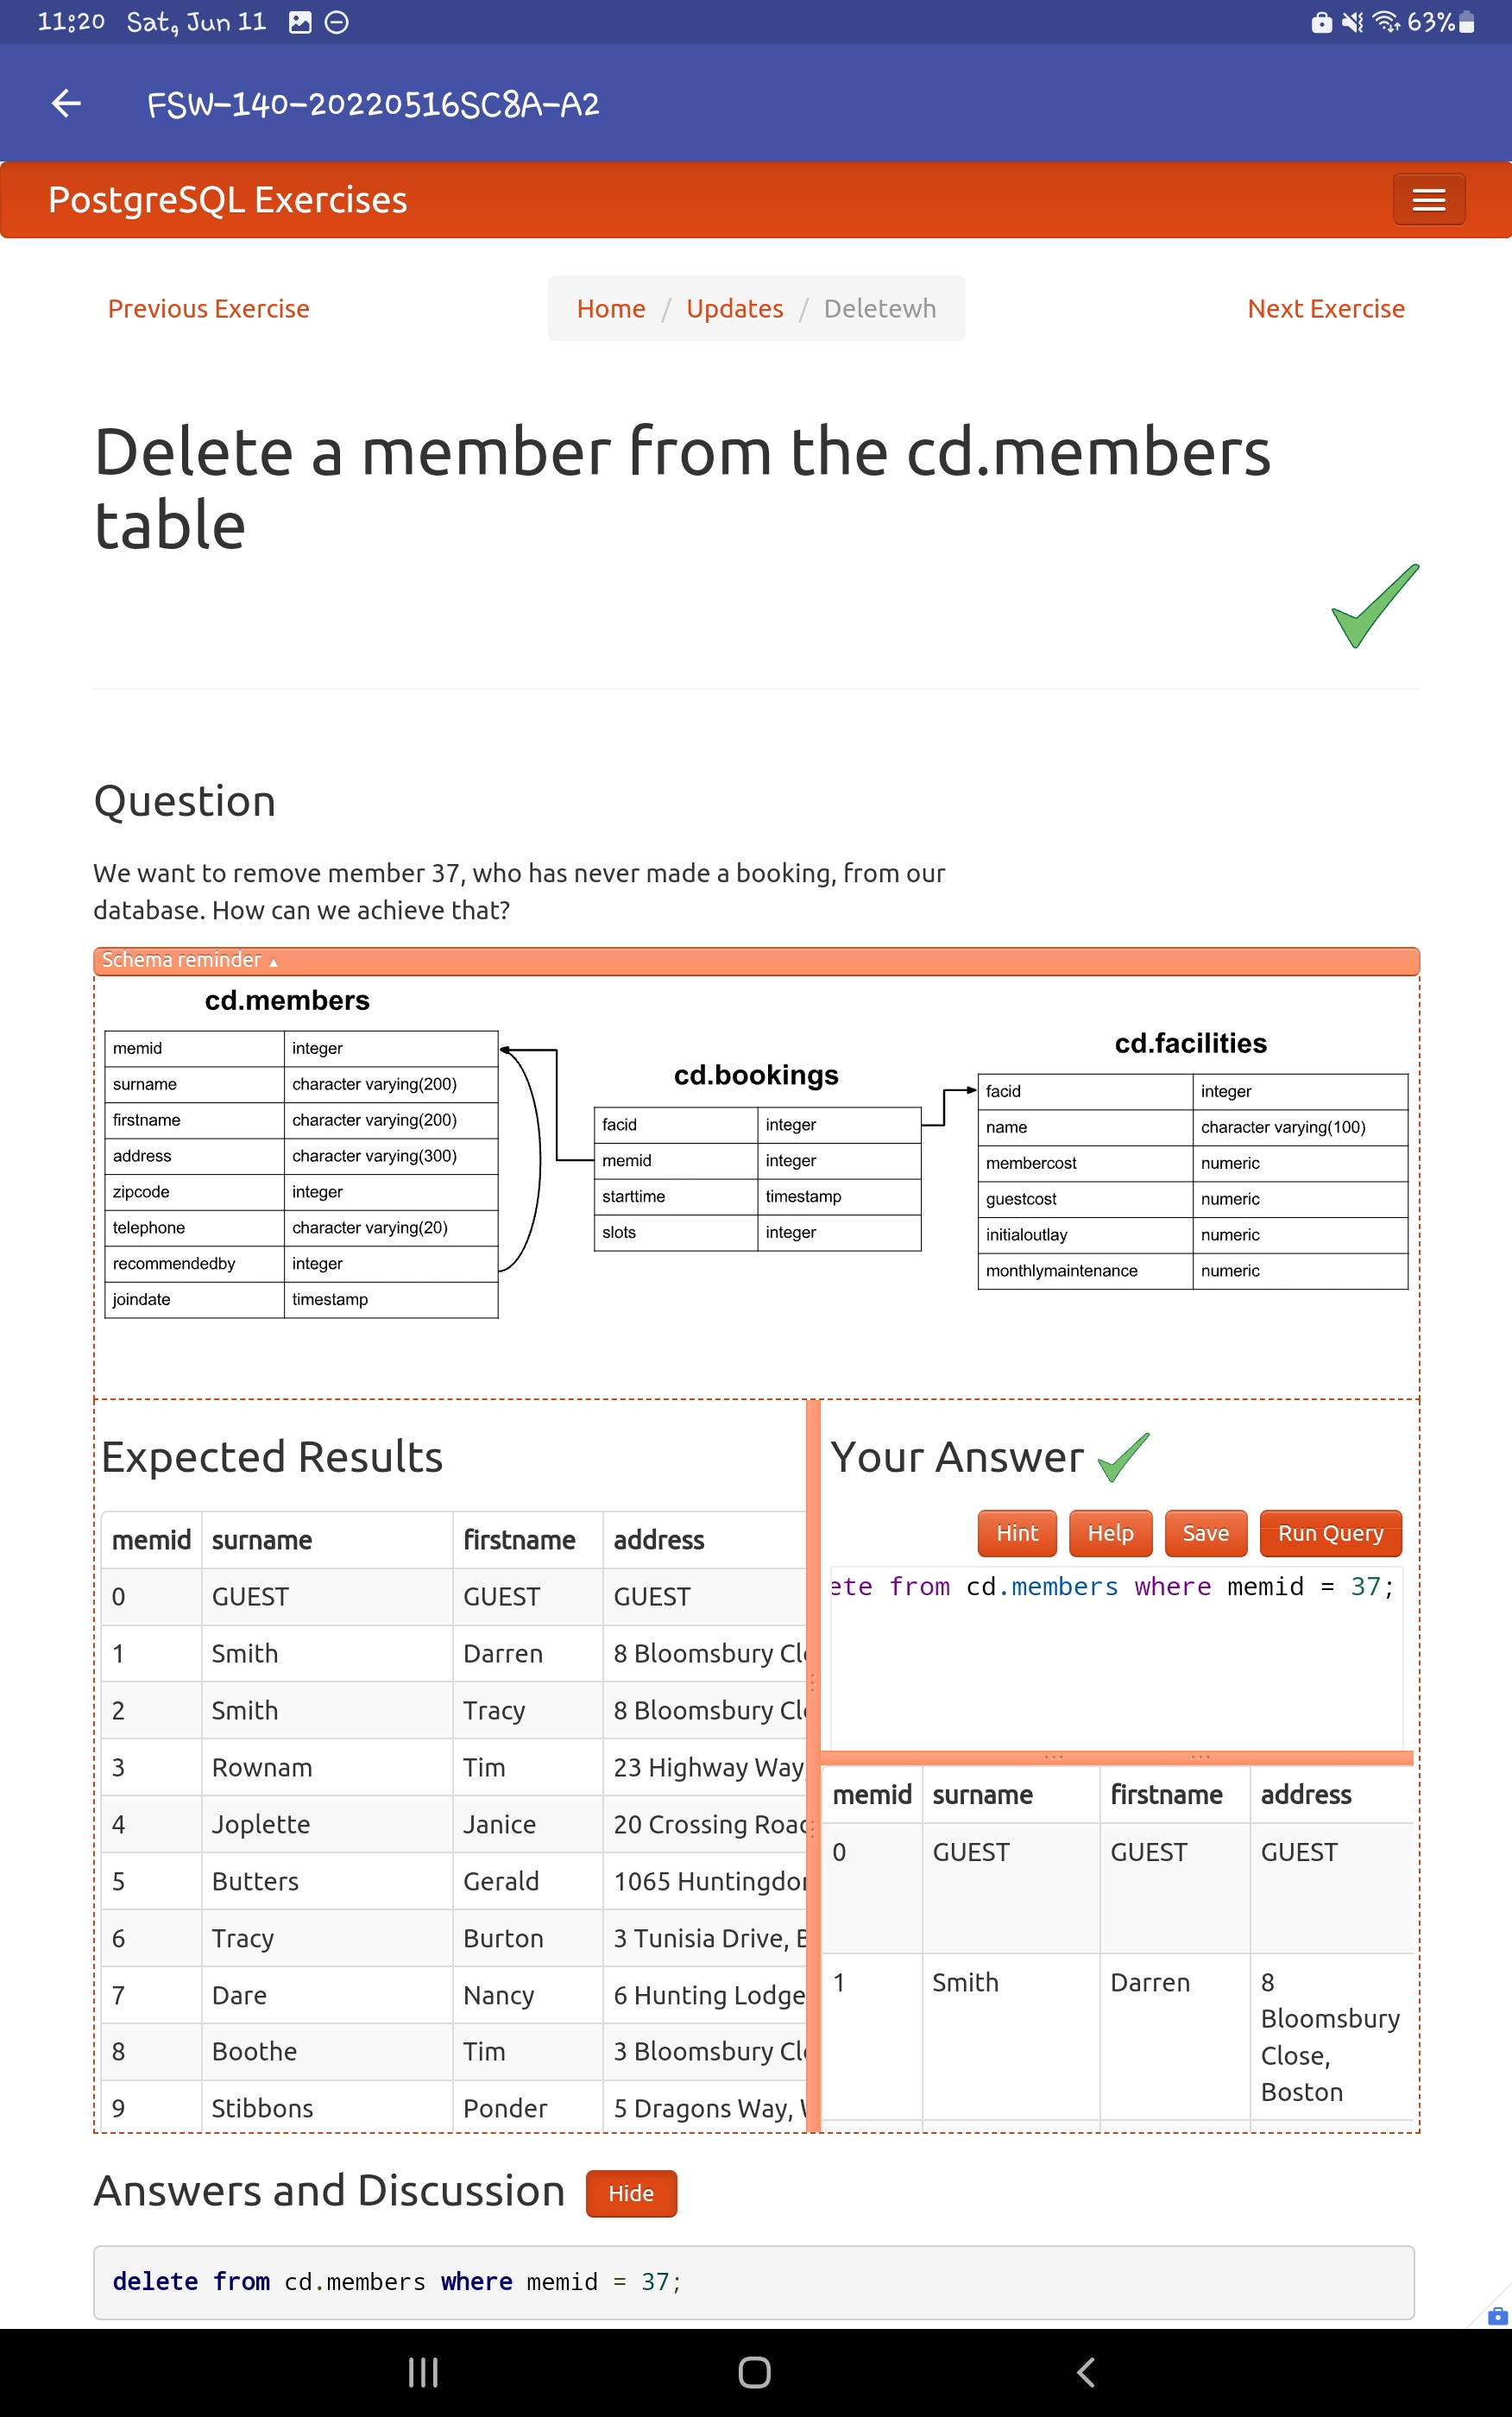 11:20 Sat, Jun 11 63%
FSW-140-20220516SC8A-A2
PostgreSQL Exercises
Previous Exercise Home / Updates / Deletewh Next Exercise
Delete a member from the cd.members
table
Question
We want to remove member 37, who has never made a booking, from our
database. How can we achieve that?
Schema reminder ▲
cd.members
memid integer
surname character varying(200)
firstname character varying(200)
address character varying(300)
zipcode integer
telephone character varying(20)
recommendedby integer
joindate timestamp
cd.bookings
facid integer
memid integer
starttime timestamp
slots integer
cd.facilities
facid integer
name character varying(100)
membercost numeric
guestcost numeric
initialoutlay numeric
monthlymaintenance numeric
Expected Results
memid surname firstname address
0 GUEST GUEST GUEST
1 Smith Darren 8 Bloomsbury Cl
2 Smith Tracy 8 Bloomsbury Cl
3 Rownam Tim 23 Highway Way,
4 Joplette Janice 20 Crossing Roa
5 Butters Gerald 1065 Huntingdo
6 Tracy Burton 3 Tunisia Drive,
7 Dare Nancy 6 Hunting Lodge
8 Boothe Tim 3 Bloomsbury Cl
9 Stibbons Ponder 5 Dragons Way,
Your Answer
Hint Help Save Run Query
ete from cd.members where memid = 37;
memid surname firstname address
0 GUEST GUEST GUEST
1 Smith Darren 8
Bloomsbury
Close,
Boston
Answers and Discussion Hide
delete from cd.members where memid = 37;